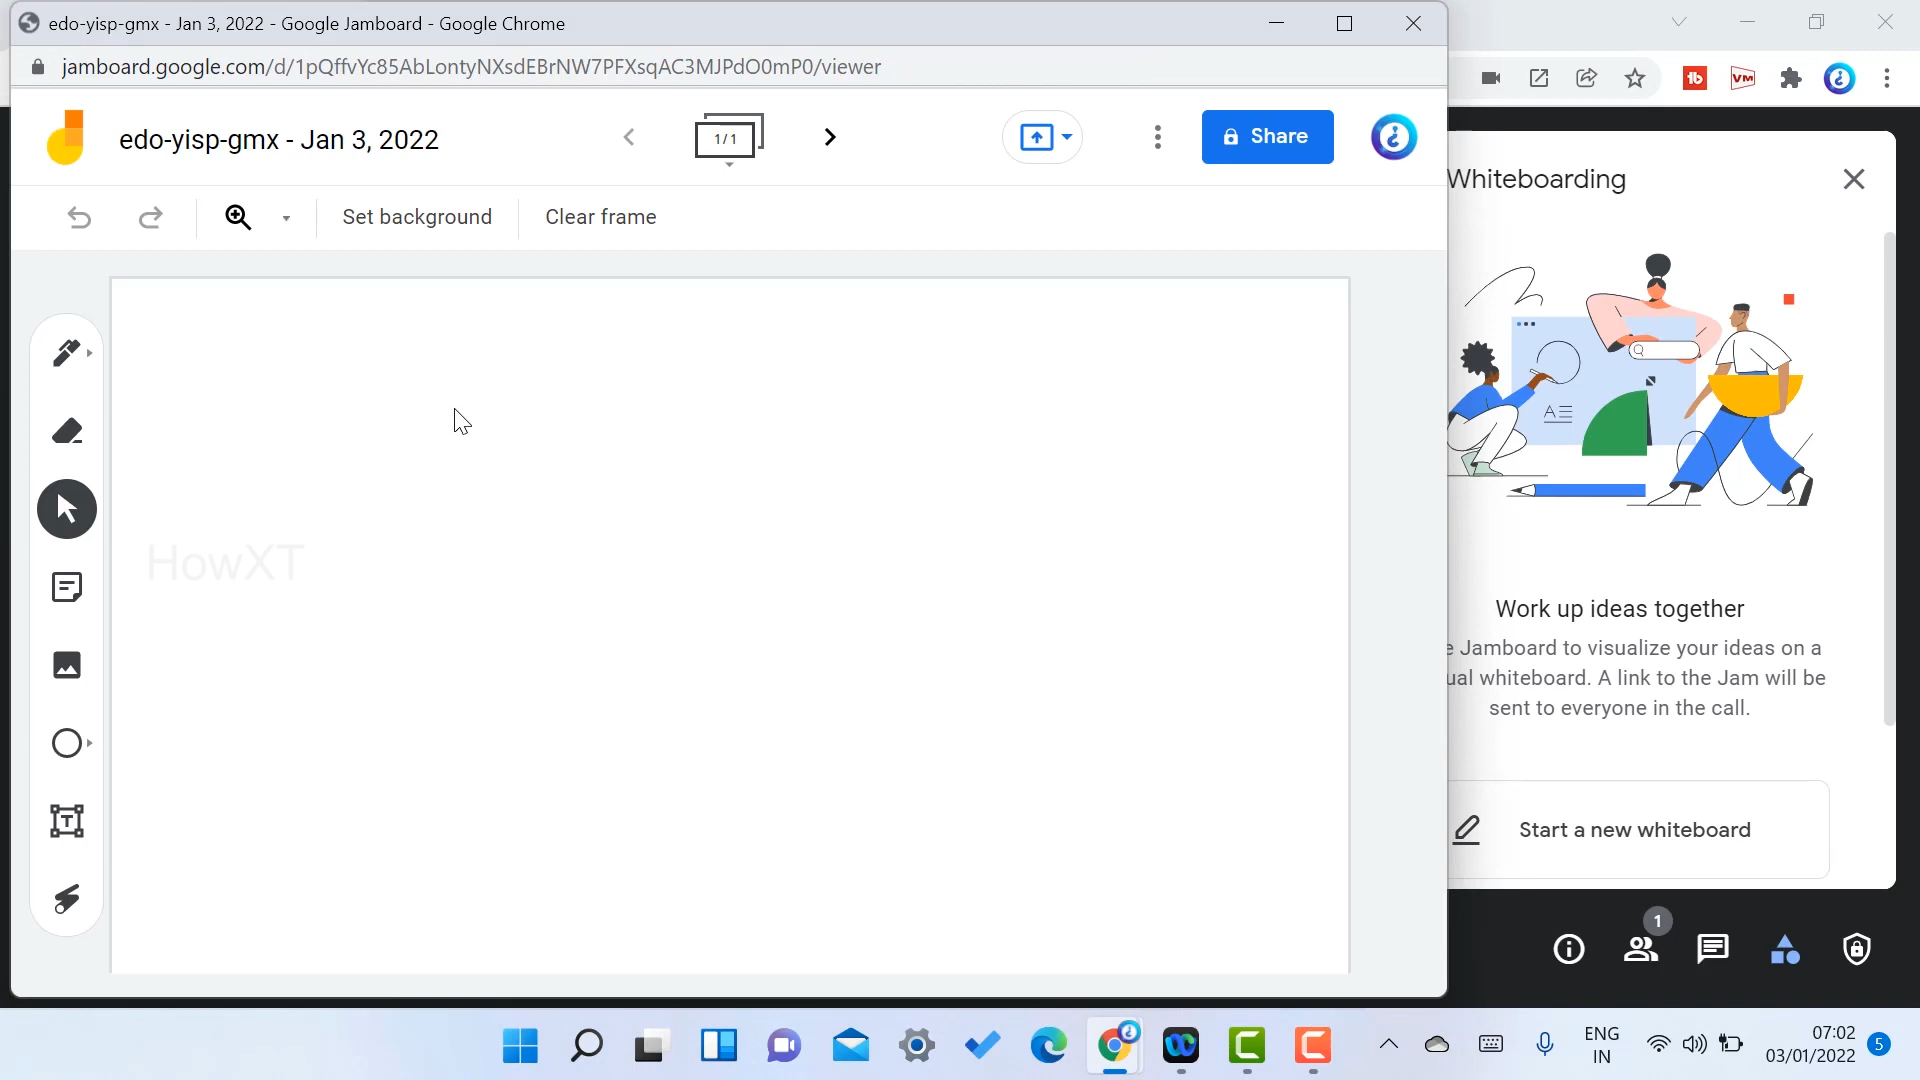 edo-yisp-gmx - Jan 3, 2022 - Google Jamboard - Google Chrome
jamboard.google.com/d/1pQffvYc85AbLontyNXsdEBrNW7PFXsqAC3MJPdO0mP0/viewer
edo-yisp-gmx - Jan 3, 2022
1/1
Share
Set background
Clear frame
HowXT
VM
Whiteboarding
Work up ideas together
Jamboard to visualize your ideas on a
whiteboard. A link to the Jam will be
sent to everyone in the call.
Start a new whiteboard
1
ENG
IN
07:02
03/01/2022
5